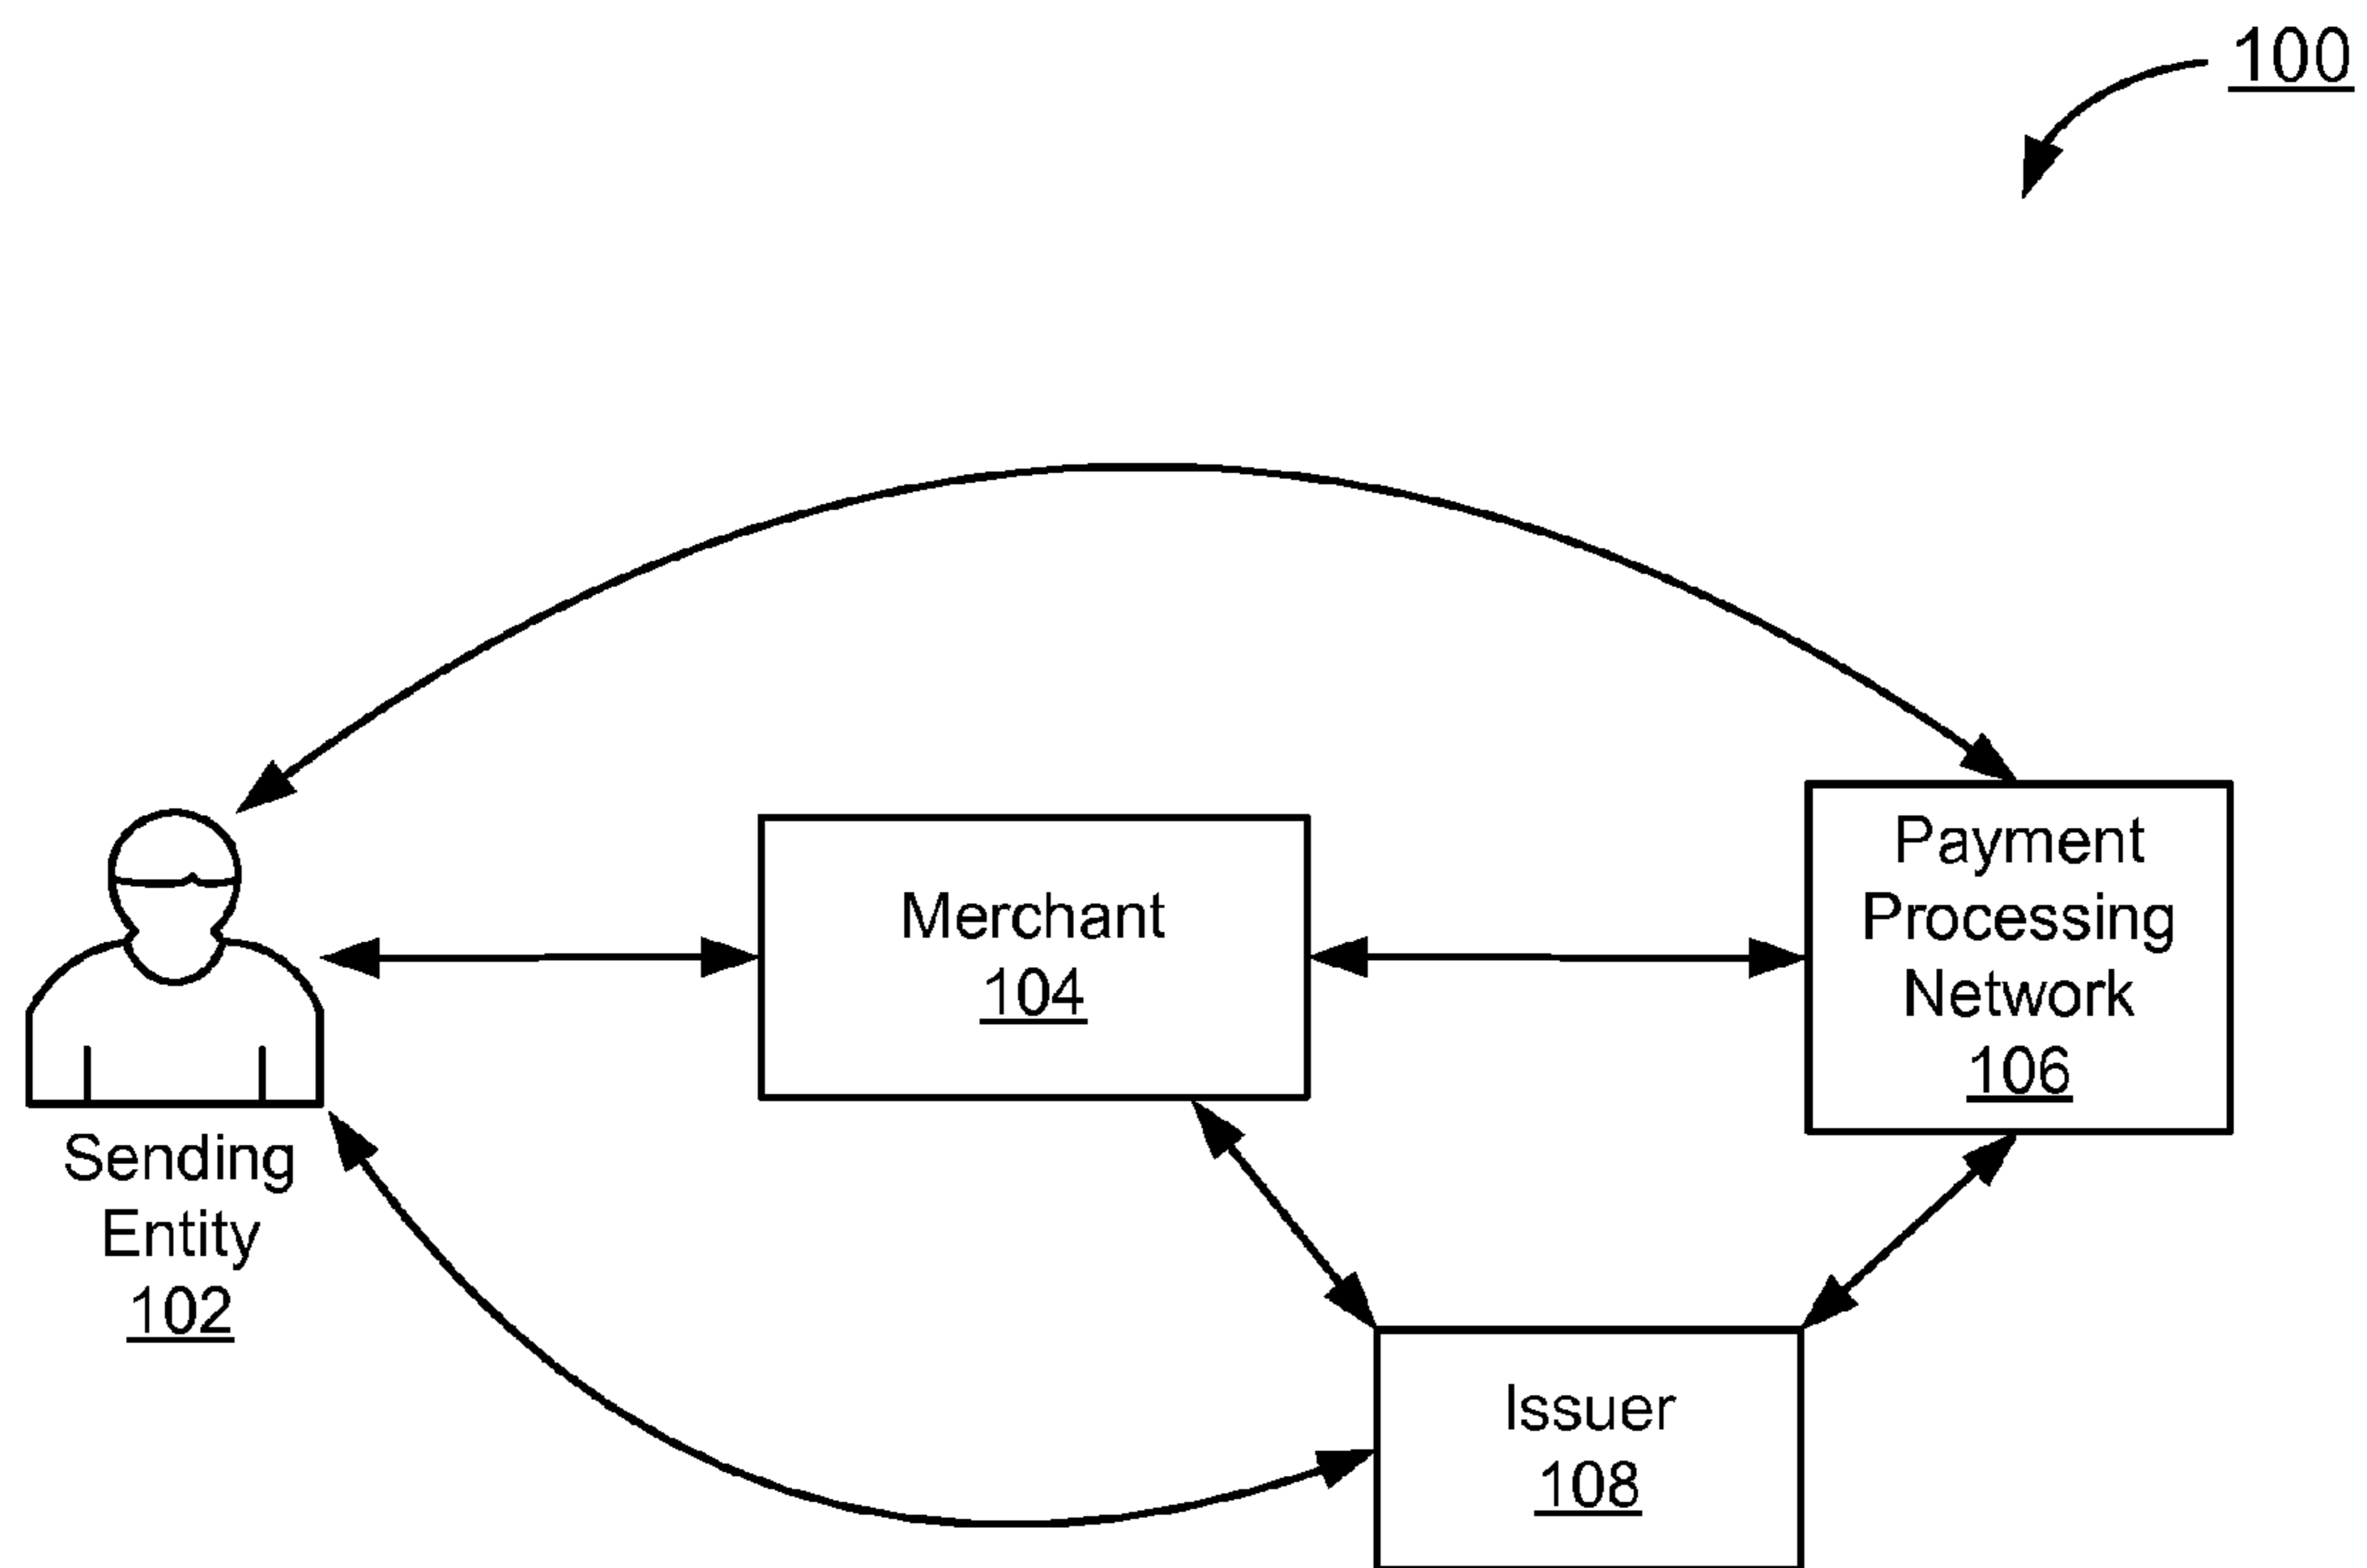 100
Merchant
104
Payment
Processing
Network
106
Sending
Entity
102
Issuer
108